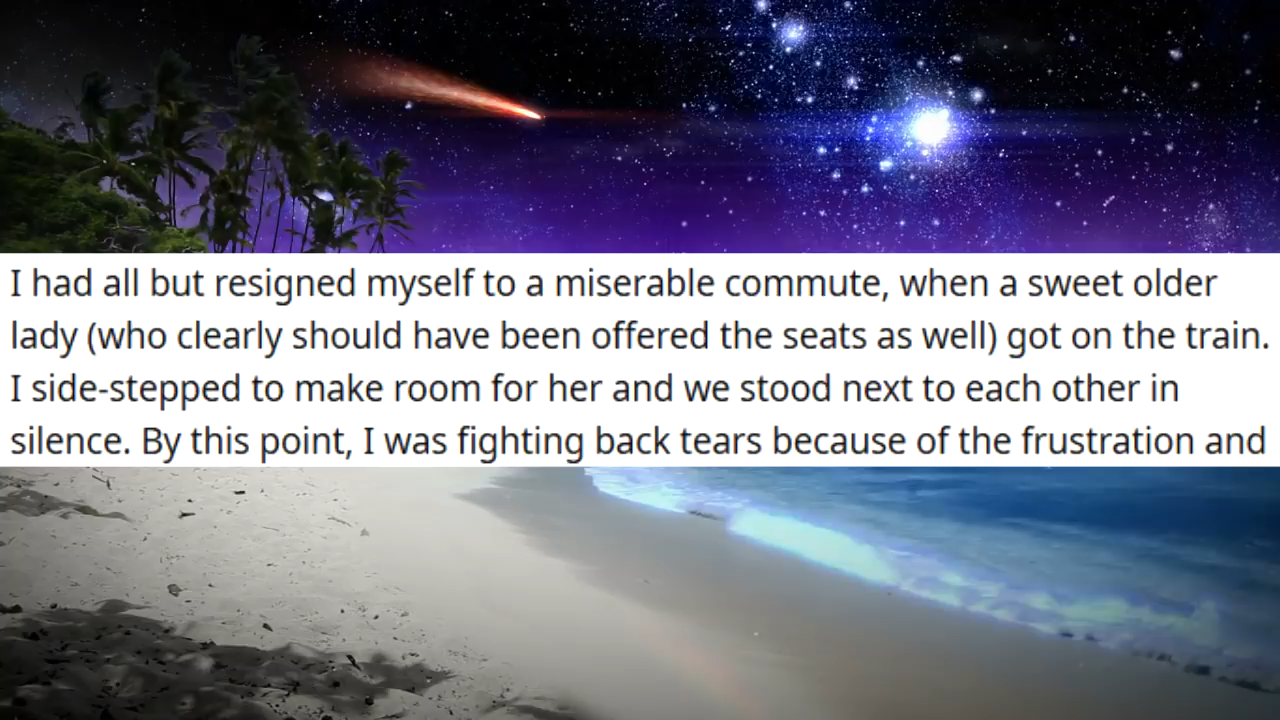 I had all but resigned myself to a miserable commute, when a sweet older
lady (who clearly should have been offered the seats as well) got on the train.
I side-stepped to make room for her and we stood next to each other in
silence. By this point, I was fighting back tears because of the frustration and